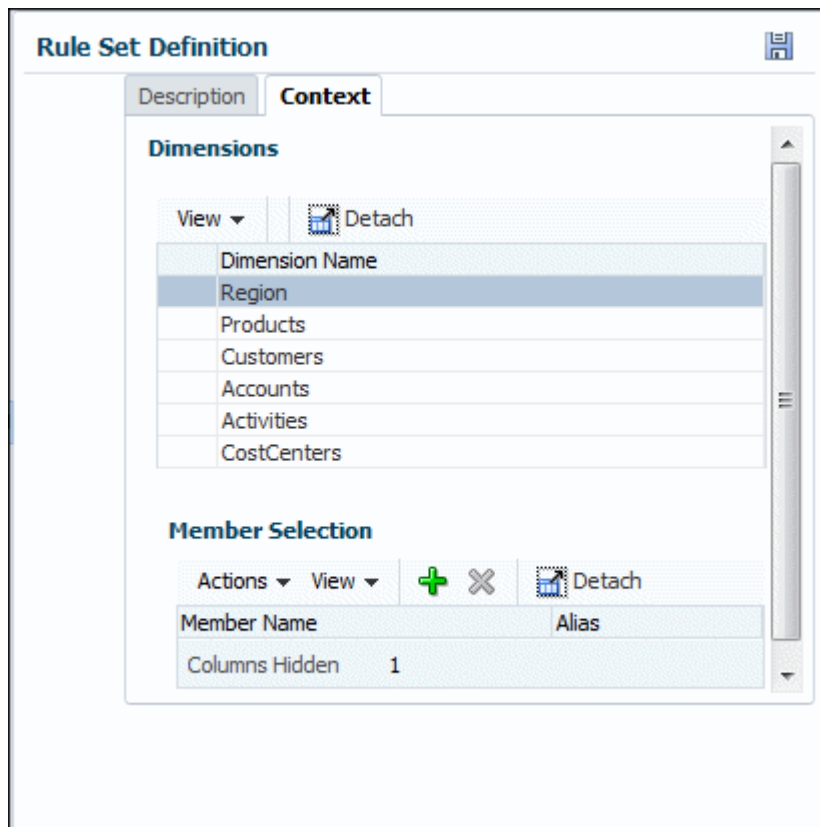 Rule Set Definition
Description Context
Dimensions
View Detach
Dimension Name
Region
Products
Customers
Accounts
Activities
CostCenters
Member Selection
Actions View Detach
Member Name Alias
Columns Hidden 1